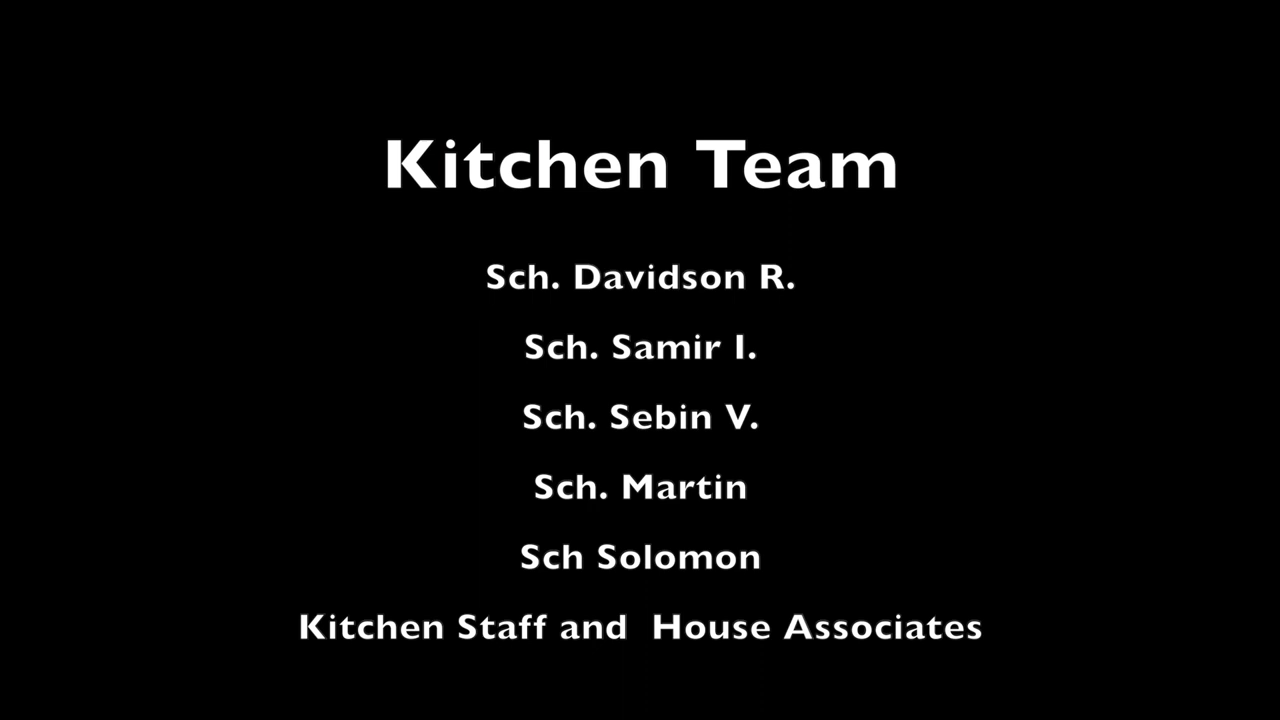 Kitchen Team
Sch. Davidson R.
Sch. Samir I.
Sch. Sebin V.
Sch. Martin
Sch Solomon
Kitchen Staff and  House Associates